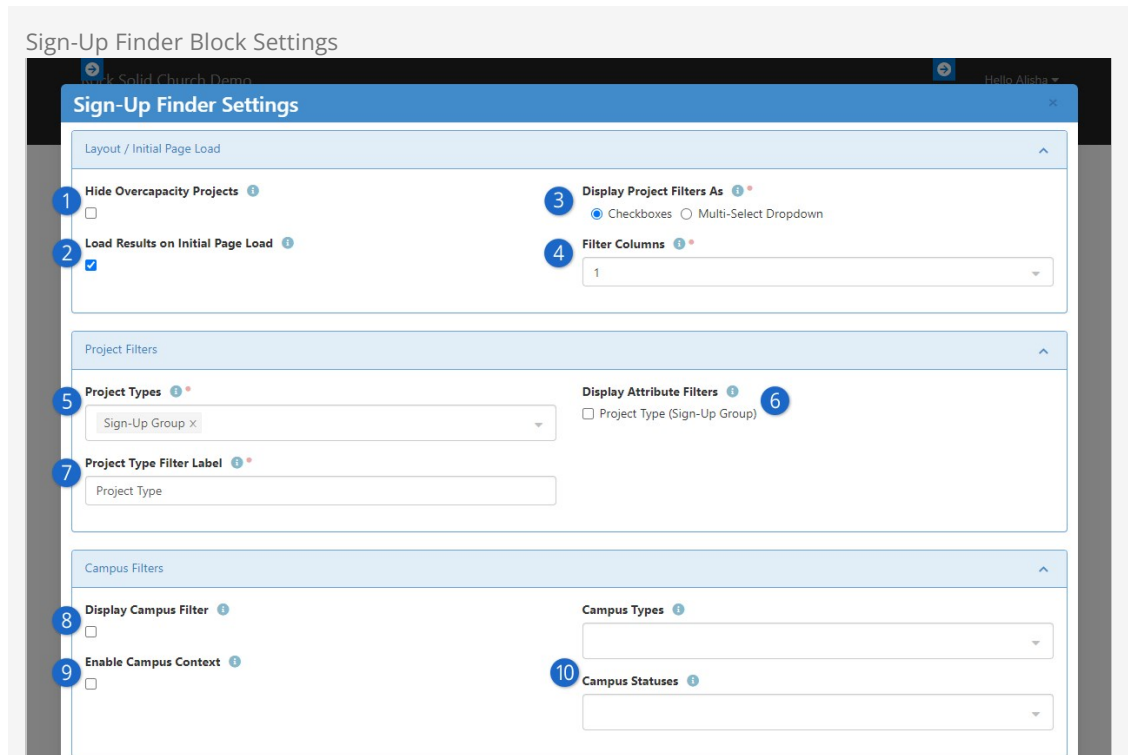 Sign-Up Finder Block Settings
Rock Solid Church Demo
Hello Alisha
Sign-Up Finder Settings
×
Layout / Initial Page Load
1
Hide Overcapacity Projects
3
Display Project Filters As *
Checkboxes Multi-Select Dropdown
2
Load Results on Initial Page Load
4
Filter Columns *
1
Project Filters
5
Project Types *
Sign-Up Group ×
Display Attribute Filters
6
Project Type (Sign-Up Group)
7
Project Type Filter Label *
Project Type
Campus Filters
8
Display Campus Filter
Campus Types
9
Enable Campus Context
10
Campus Statuses